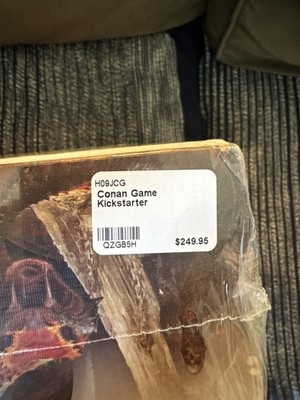 H09JCG
Conan Game
Kickstarter
QZGB5H
$249.95